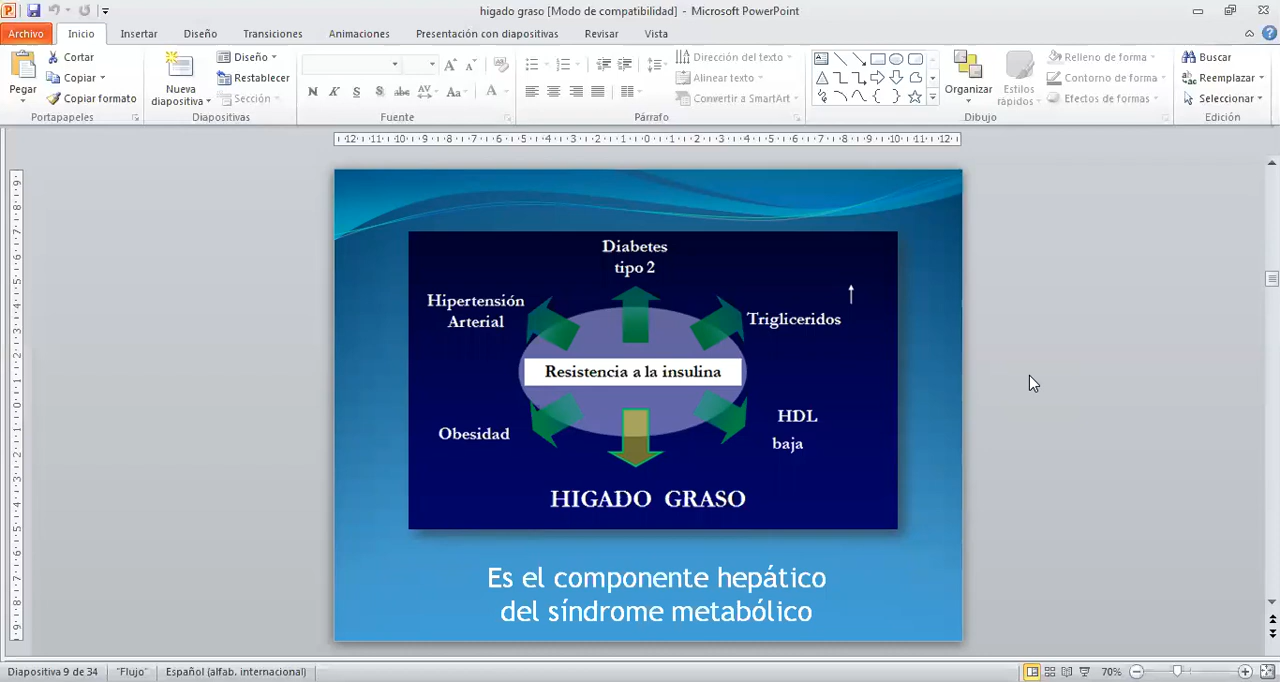 higado graso [Modo de compatibilidad] - Microsoft PowerPoint
Archivo Inicio Insertar Diseño Transiciones Animaciones Presentación con diapositivas Revisar Vista
Pegar
Cortar
Copiar
Copiar formato
Portapapeles
Nueva
diapositiva
Diseño
Restablecer
Sección
Diapositivas
N K S S abc AV Aa A
Fuente
Párrafo
Dirección del texto
Alinear texto
Convertir a SmartArt
Organizar
Estilos
rápidos
Relleno de forma
Contorno de forma
Efectos de formas
Dibujo
Buscar
Reemplazar
Seleccionar
Edición
Diabetes
tipo 2
Hipertensión
Arterial
Trigliceridos
Resistencia a la insulina
Obesidad
HDL
baja
HIGADO GRASO
Es el componente hepático
del síndrome metabólico
Diapositiva 9 de 34 "Flujo" Español (alfab. internacional) 70%